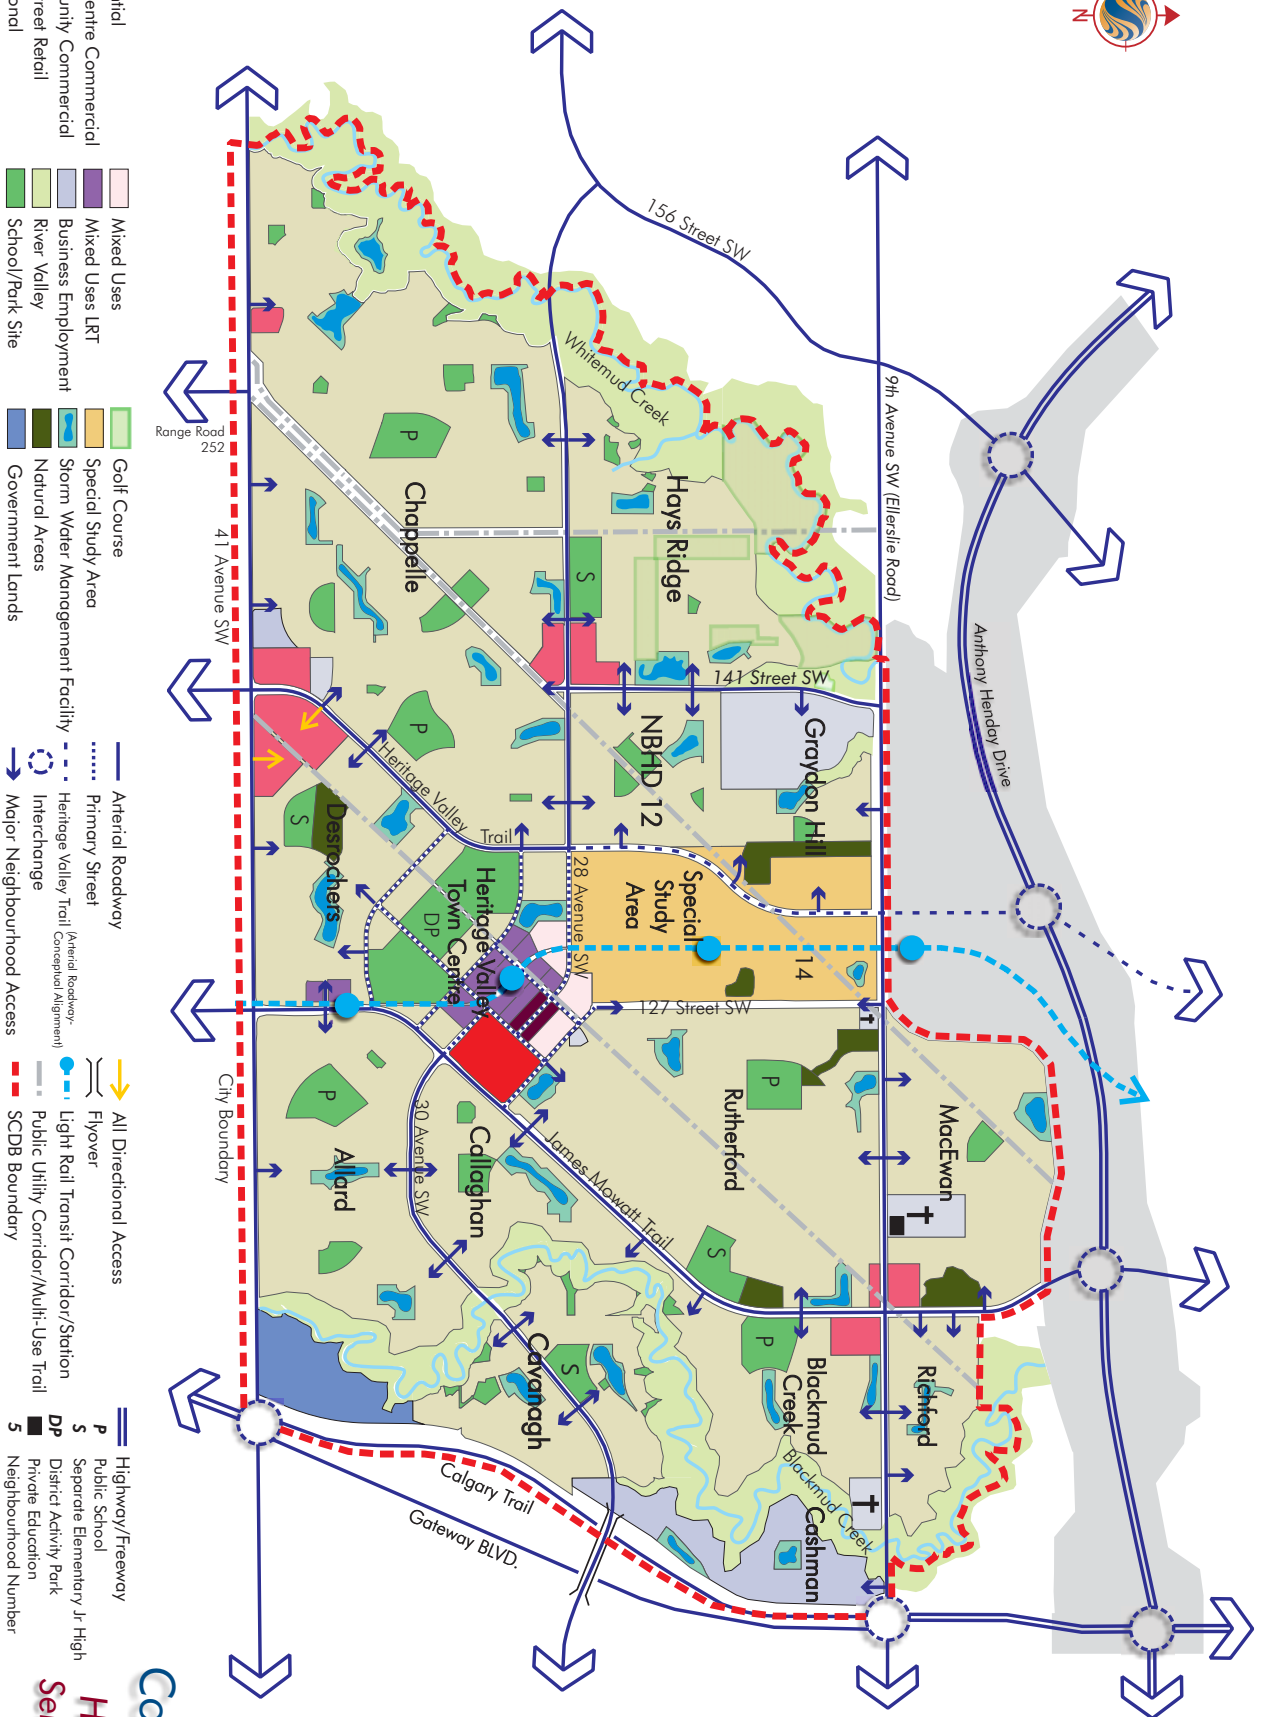 N
156 Street SW
9th Avenue SW (Ellerslie Road)
Anthony Henday Drive
Whitemud Creek
Range Road
252
41 Avenue SW
Chappelle
Hays Ridge
P
S
141 Street SW
Graydon Hill
NBHD 12
P
Heritage Valley
Trail
S
Desrochers
Heritage Valley
Town Centre
DP
28 Avenue SW
Special
Study
Area
14
127 Street SW
City Boundary
P
Allard
30 Avenue SW
Callaghan
James Mowatt Trail
P
Rutherford
MacEwan
S
Cavanagh
S
P
Blackmud
Creek
Richford
Blackmud Creek
Cashman
Calgary Trail
Gateway BLVD.
Mixed Uses
Mixed Uses LRT
Business Employment
River Valley
School/Park Site
Golf Course
Special Study Area
Storm Water Management Facility
Natural Areas
Government Lands
Arterial Roadway
Primary Street
Heritage Valley Trail (Arterial Roadway-
Conceptual Alignment)
Interchange
Major Neighbourhood Access
All Directional Access
Flyover
Light Rail Transit Corridor/Station
Public Utility Corridor/Multi-Use Trail
SCDB Boundary
Highway/Freeway
P Public School
S Separate Elementary Jr High
DP District Activity Park
Private Education
5 Neighbourhood Number